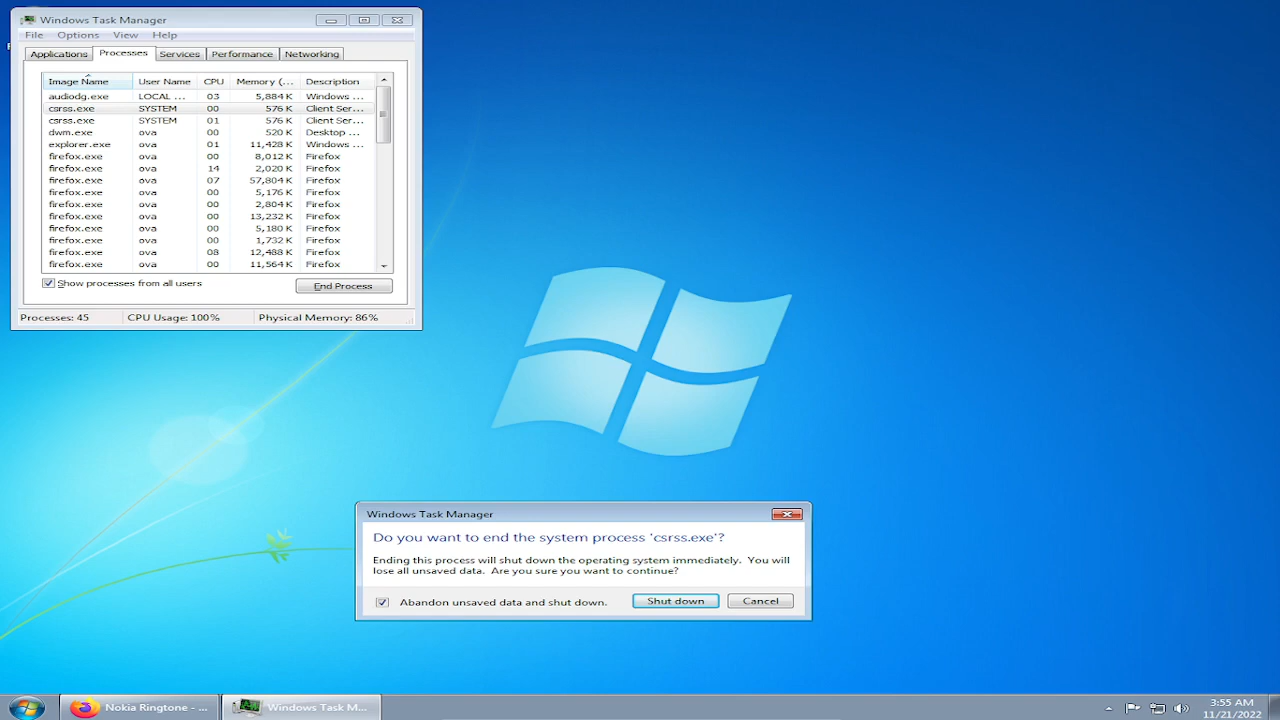 Windows Task Manager
File Options View Help
Applications Processes Services Performance Networking
Image Name User Name CPU Memory (... Description
audiodg.exe LOCAL ... 03 5,884 K Windows ...
csrss.exe SYSTEM 00 576 K Client Ser...
csrss.exe SYSTEM 01 576 K Client Ser...
dwm.exe ova 00 520 K Desktop ...
explorer.exe ova 01 11,428 K Windows ...
firefox.exe ova 00 8,012 K Firefox
firefox.exe ova 14 2,020 K Firefox
firefox.exe ova 07 57,804 K Firefox
firefox.exe ova 00 5,176 K Firefox
firefox.exe ova 00 2,804 K Firefox
firefox.exe ova 00 13,232 K Firefox
firefox.exe ova 00 5,180 K Firefox
firefox.exe ova 00 1,732 K Firefox
firefox.exe ova 08 12,488 K Firefox
firefox.exe ova 00 11,564 K Firefox
Show processes from all users
End Process
Processes: 45 CPU Usage: 100% Physical Memory: 86%
Windows Task Manager
Do you want to end the system process 'csrss.exe'?
Ending this process will shut down the operating system immediately. You will
lose all unsaved data. Are you sure you want to continue?
Abandon unsaved data and shut down. Shut down Cancel
Nokia Ringtone - ... Windows Task M...
3:55 AM
11/21/2022